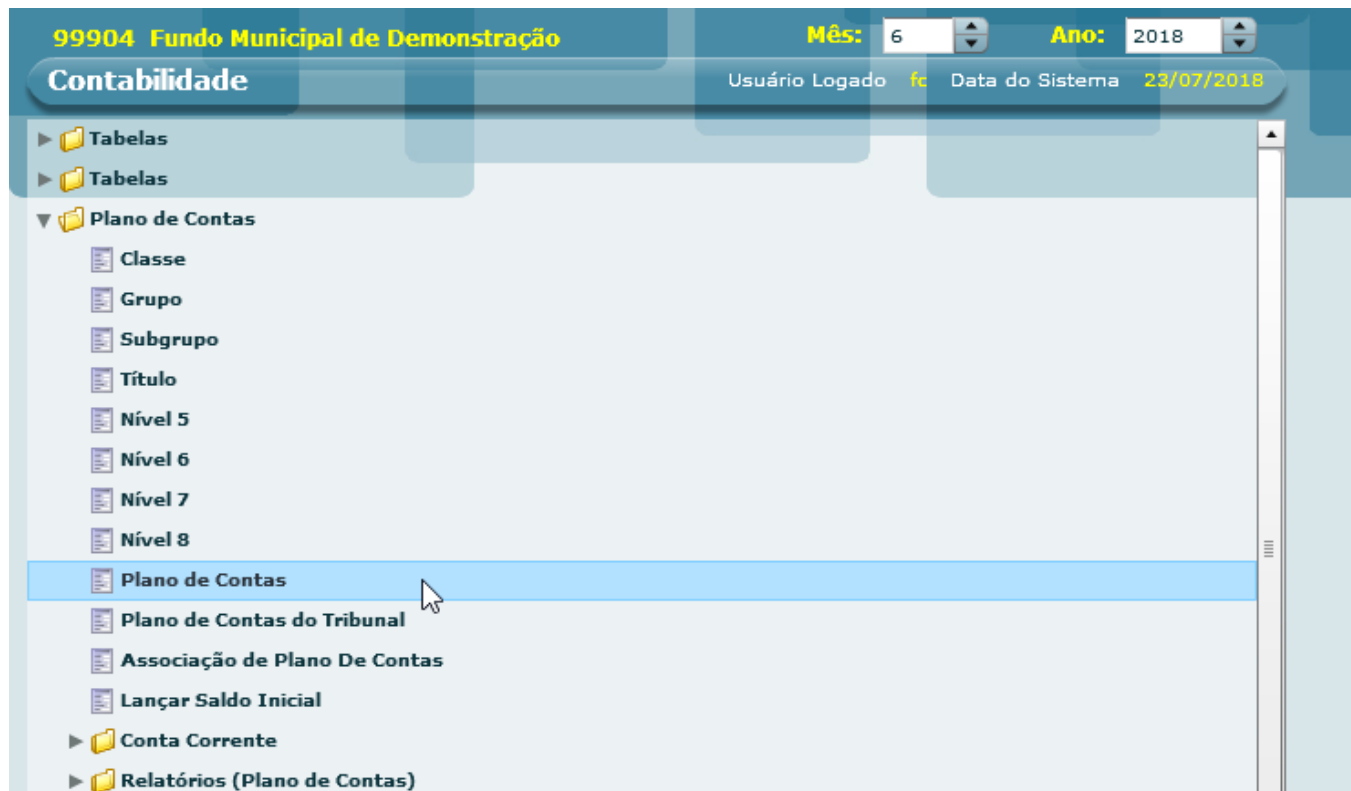 99904 Fundo Municipal de Demonstração Mês: 6 Ano: 2018
Contabilidade Usuário Logado fc Data do Sistema 23/07/2018
Tabelas
Tabelas
Plano de Contas
Classe
Grupo
Subgrupo
Título
Nível 5
Nível 6
Nível 7
Nível 8
Plano de Contas
Plano de Contas do Tribunal
Associação de Plano De Contas
Lançar Saldo Inicial
Conta Corrente
Relatórios (Plano de Contas)